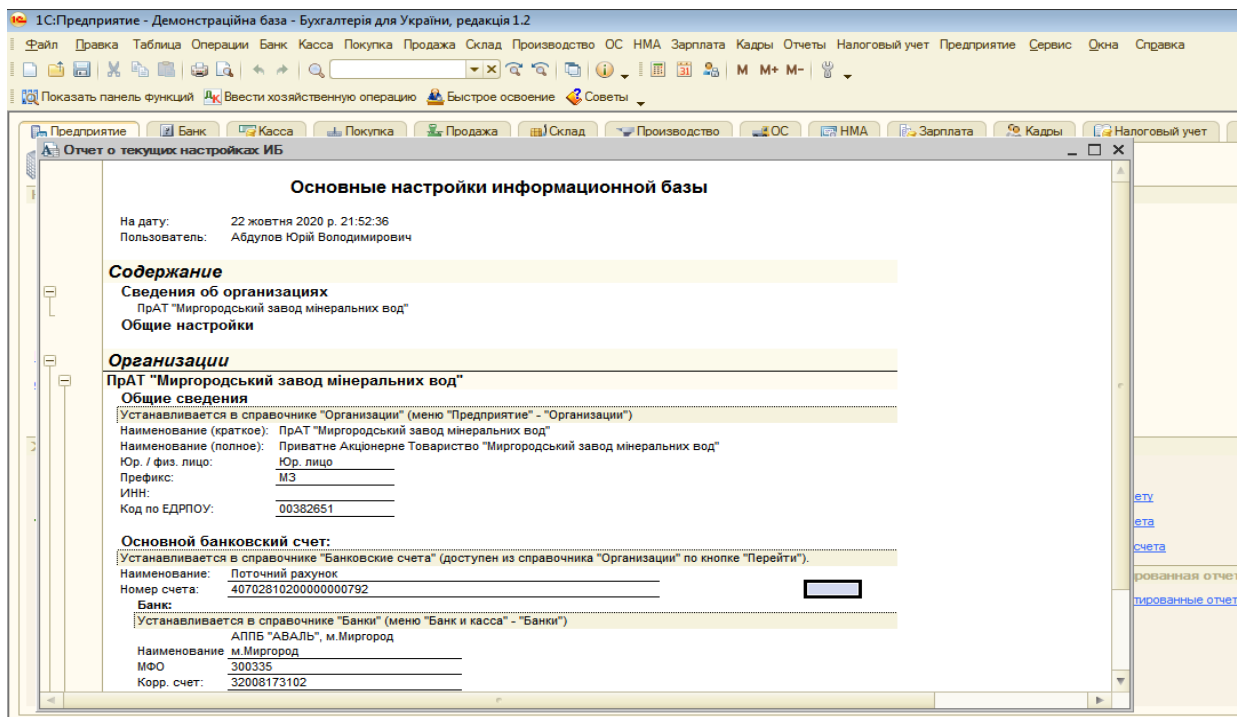 1С:Предприятие - Демонстраційна база - Бухгалтерія для України, редакція 1.2
Файл Правка Таблица Операции Банк Касса Покупка Продажа Склад Производство ОС НМА Зарплата Кадры Отчеты Налоговый учет Предприятие Сервис Окна Справка
M M+ M-
Показать панель функций Ввести хозяйственную операцию Быстрое освоение Советы
Предприятие Банк Касса Покупка Продажа Склад Производство ОС НМА Зарплата Кадры Налоговый учет
Отчет о текущих настройках ИБ
Основные настройки информационной базы
На дату: 22 жовтня 2020 р. 21:52:36
Пользователь: Абдулов Юрій Володимирович
Содержание
Сведения об организациях
ПрАТ "Миргородський завод мінеральних вод"
Общие настройки
Организации
ПрАТ "Миргородський завод мінеральних вод"
Общие сведения
Устанавливается в справочнике "Организации" (меню "Предприятие" - "Организации")
Наименование (краткое): ПрАТ "Миргородський завод мінеральних вод"
Наименование (полное): Приватне Акціонерне Товариство "Миргородський завод мінеральних вод"
Юр. / физ. лицо: Юр. лицо
Префикс: МЗ
ИНН:
Код по ЕДРПОУ: 00382651
ету
ета
счета
Основной банковский счет:
Устанавливается в справочнике "Банковские счета" (доступен из справочника "Организации" по кнопке "Перейти").
Наименование: Поточний рахунок
рованная отчет
Номер счета: 40702810200000000792
тированные отчет
Банк:
Устанавливается в справочнике "Банки" (меню "Банк и касса" - "Банки")
АППБ "АВАЛЬ", м.Миргород
Наименование м.Миргород
МФО 300335
Корр. счет: 32008173102